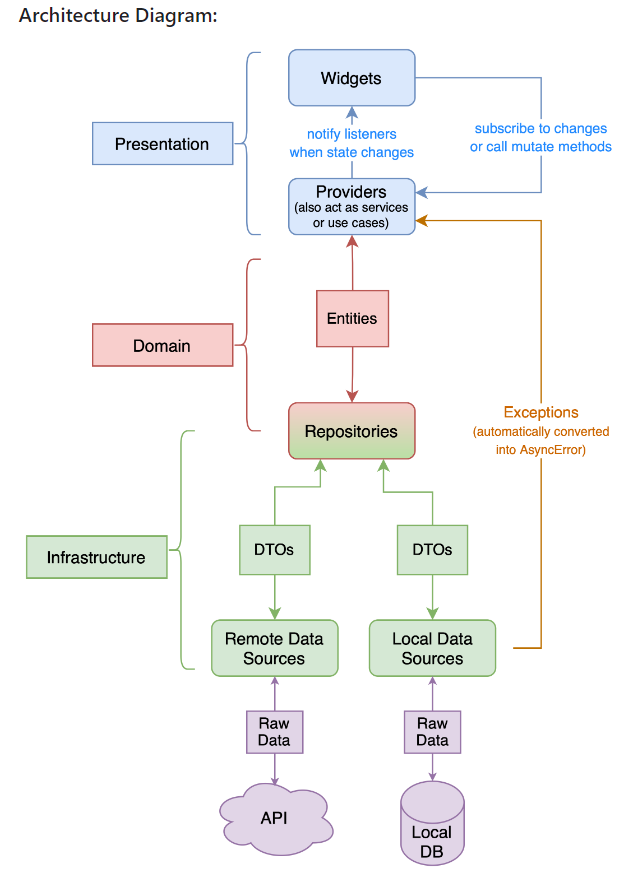 Architecture Diagram:
Widgets
Presentation
notify listeners
when state changes
subscribe to changes
or call mutate methods
Providers
(also act as services
or use cases)
Entities
Domain
Exceptions
(automatically converted
into AsyncError)
Repositories
Infrastructure
DTOs
DTOs
Remote Data
Sources
Local Data
Sources
Raw
Data
Raw
Data
API
Local
DB